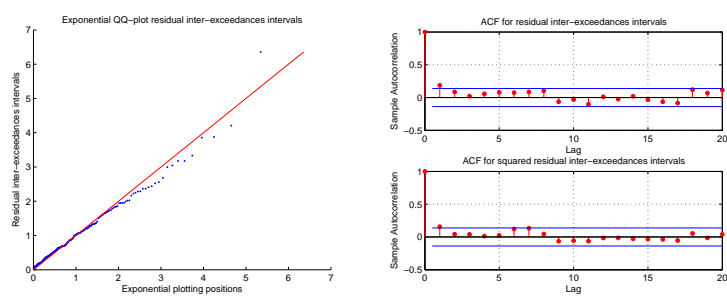 Exponential QQ−plot residual inter−exceedances intervals
7
6
5
4
3
2
1
0
0 1 2 3 4 5 6 7
Exponential plotting positions
Residual inter−exceedances intervals
ACF for residual inter−exceedances intervals
1
0.5
0
−0.5
0 5 10 15 20
Lag
Sample Autocorrelation
ACF for squared residual inter−exceedances intervals
1
0.5
0
−0.5
0 5 10 15 20
Lag
Sample Autocorrelation